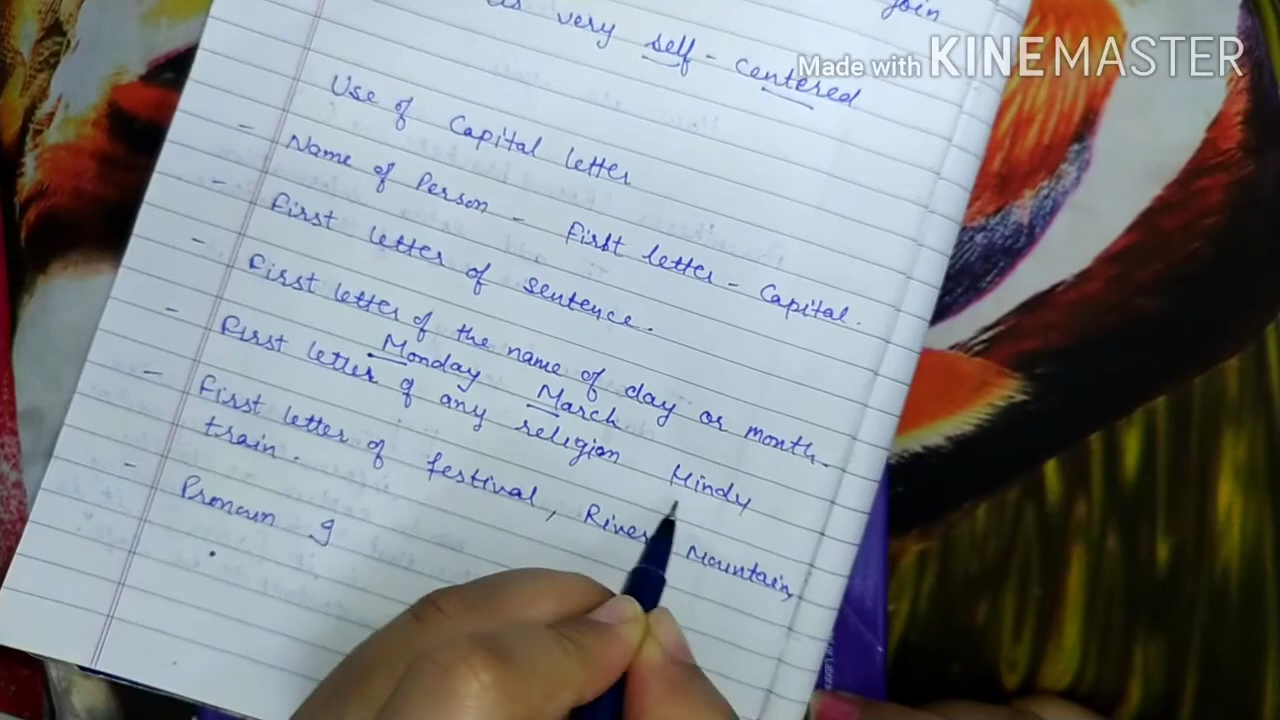 join
is very self-centered
Made with KINEMASTER
Use of Capital letter
- Name of Person - First letter - Capital.
- First letter of sentence.
- First letter of the name of day or month.
Monday March
- First letter of any religion Hindu
- First letter of festival, River Mountain,
train.
- Pronoun I